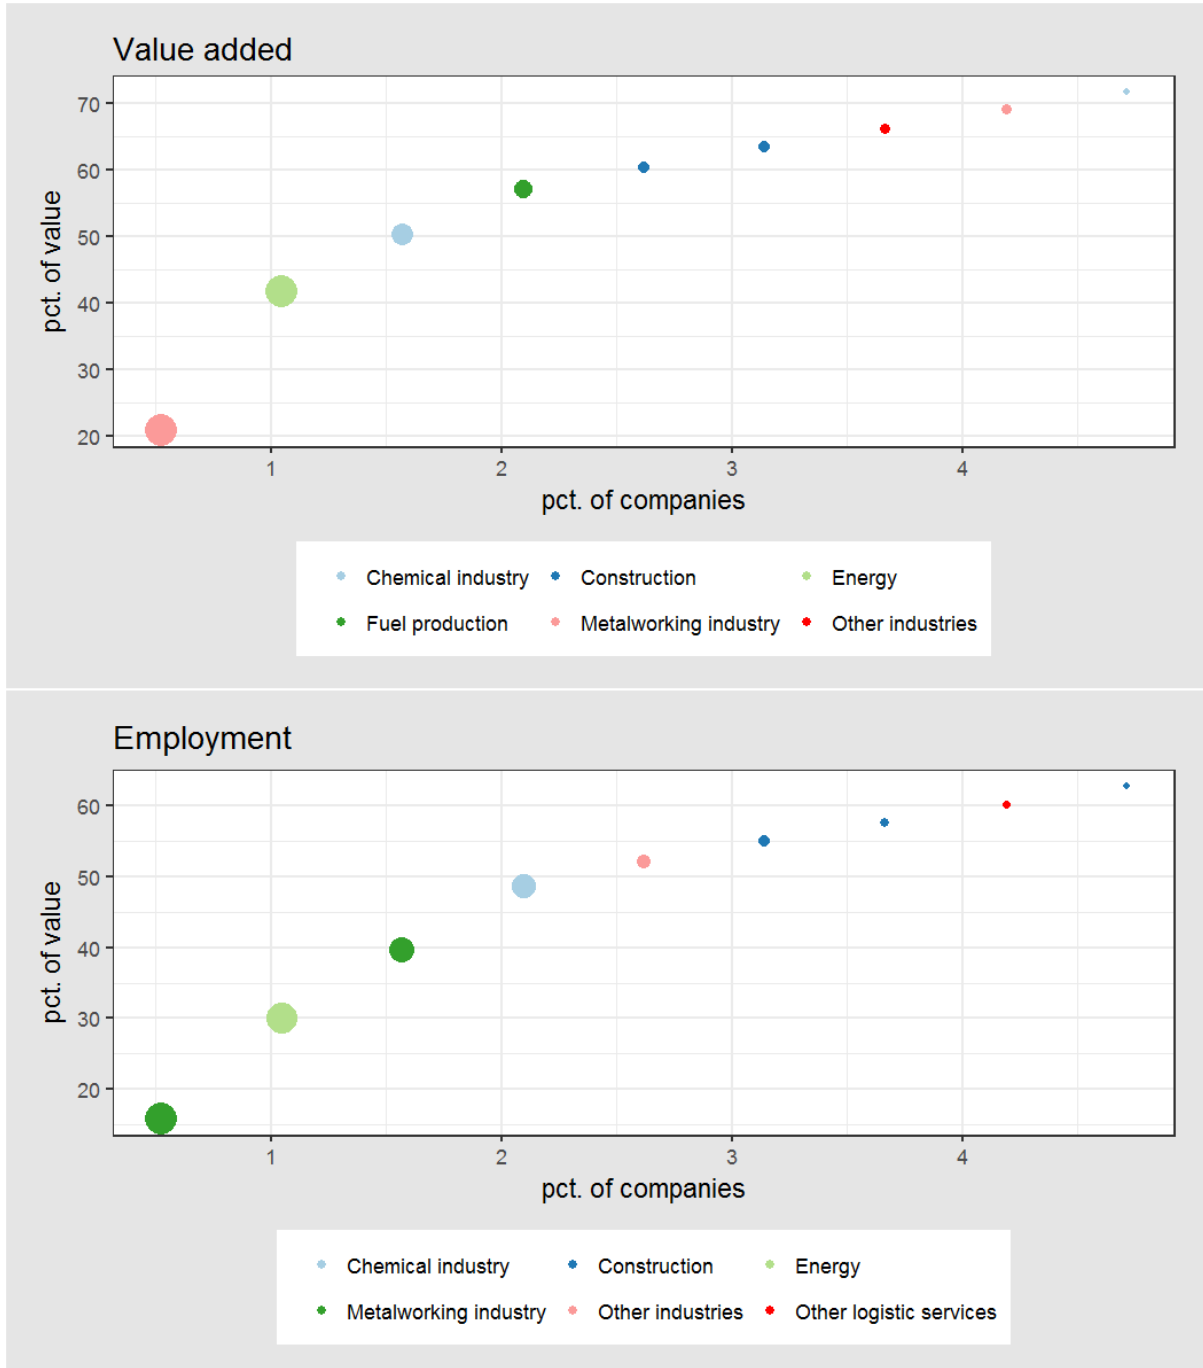 Value added
70
60
50
40
30
20
pct. of value
1 2 3 4
pct. of companies
Chemical industry Construction Energy
Fuel production Metalworking industry Other industries
Employment
60
50
40
30
20
pct. of value
1 2 3 4
pct. of companies
Chemical industry Construction Energy
Metalworking industry Other industries Other logistic services